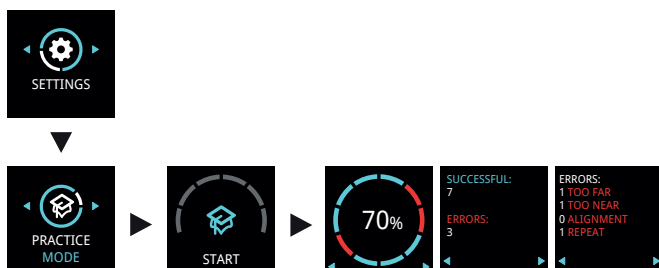 SETTINGS
PRACTICE
MODE
START
70%
SUCCESSFUL:
7
ERRORS:
3
ERRORS:
1 TOO FAR
1 TOO NEAR
0 ALIGNMENT
1 REPEAT